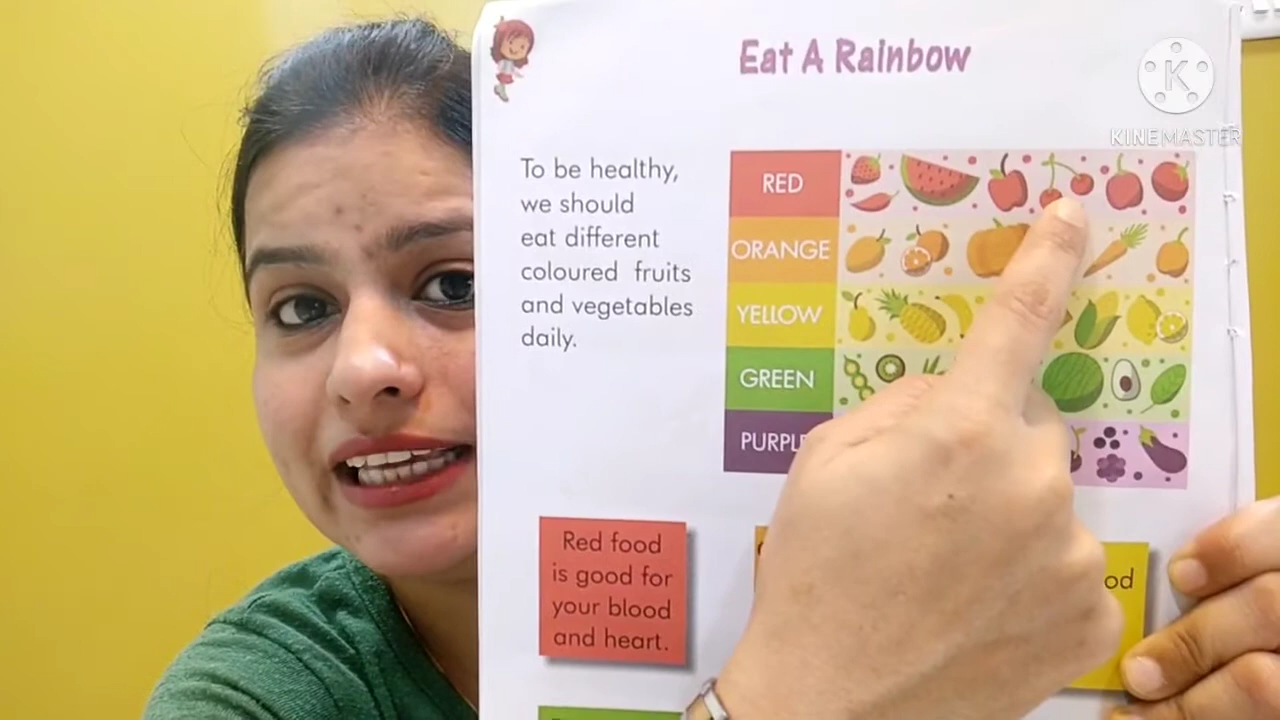 Eat A Rainbow
K
KINEMASTER
To be healthy,
we should
eat different
coloured fruits
and vegetables
daily.
RED
ORANGE
YELLOW
GREEN
PURPLE
Red food
is good for
your blood
and heart.